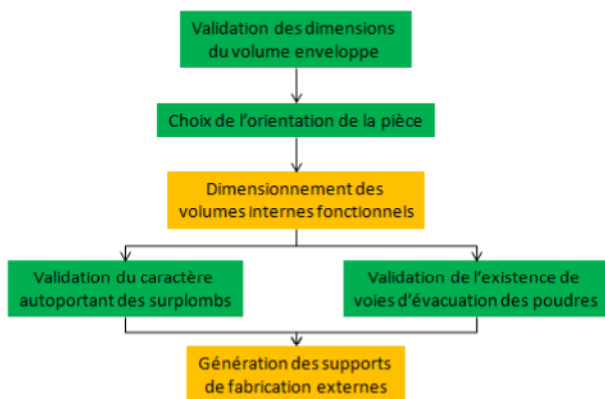 Validation des dimensions
du volume enveloppe
Choix de l'orientation de la pièce
Dimensionnement des
volumes internes fonctionnels
Validation du caractère
autoportant des surplombs
Validation de l'existence de
voies d'évacuation des poudres
Génération des supports
de fabrication externes